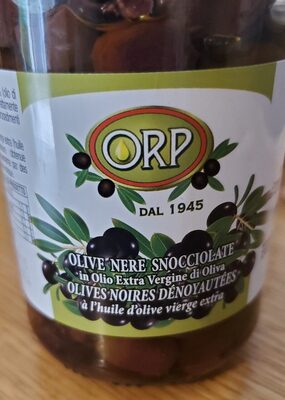 ORP
DAL 1945
OLIVE NERE SNOCCIOLATE
in Olio Extra Vergine di Oliva
OLIVES NOIRES DÉNOYAUTÉES
à l'huile d'olive vierge extra